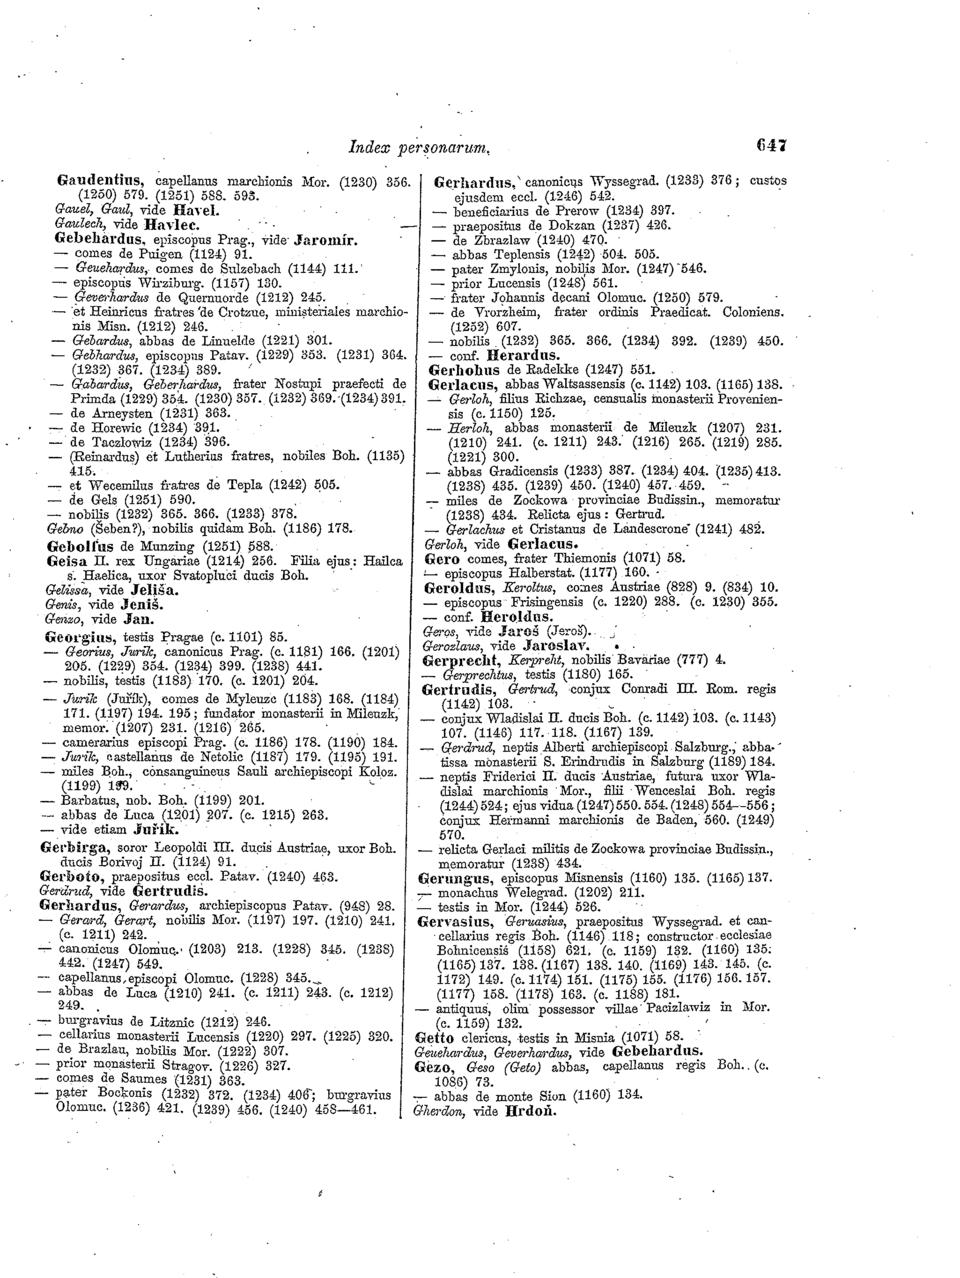 Index personarum.
647
Gaudentius, capellanus marchionis Mor. (1230) 356.
(1250) 579. (1251) 588. 593.
Gauel, Gaul, vide Havel.
Gaulech, vide Havlec.
Gebehardus, episcopus Prag., vide Jaromír.
— comes de Puigen (1124) 91.
— Geuehardus, comes de Sulzebach (1144) 111.
— episcopus Wirziburg. (1157) 130.
— Geverhardus de Quernuorde (1212) 245.
— et Heinricus fratres de Crotzue, ministeriales marchio-
nis Misn. (1212) 246.
— Gebardus, abbas de Linuelde (1221) 301.
— Gebhardus, episcopus Patav. (1229) 353. (1231) 364.
(1232) 367. (1234) 389.
— Gabardus, Geberhardus, frater Nostupi praefecti de
Primda (1229) 354. (1230) 357. (1232) 369. (1234) 391.
— de Arneysten (1231) 363.
— de Horewic (1234) 391.
— de Taczlowiz (1234) 396.
— (Reinardus) et Lutherius fratres, nobiles Boh. (1135)
415.
— et Wecemilus fratres de Tepla (1242) 505.
— de Gels (1251) 590.
— nobilis (1232) 365. 366. (1233) 378.
Gebno (Seben?), nobilis quidam Boh. (1186) 178.
Gebolfus de Munzing (1251) 588.
Geisa II. rex Ungariae (1214) 256. Filia ejus: Hailca
s. Haelica, uxor Svatopluci ducis Boh.
Gelissa, vide Jeliša.
Genis, vide Jeniš.
Genzo, vide Jan.
Georgius, testis Pragae (c. 1101) 85.
— Georius, Jurik, canonicus Prag. (c. 1181) 166. (1201)
205. (1229) 354. (1234) 399. (1238) 441.
— nobilis, testis (1183) 170. (c. 1201) 204.
— Jurik (Juřík), comes de Myleuzc (1183) 168. (1184)
171. (1197) 194. 195; fundator monasterii in Mileuzk,
memor. (1207) 231. (1216) 265.
— camerarius episcopi Prag. (c. 1186) 178. (1190) 184.
— Jurik, castellanus de Netolic (1187) 179. (1195) 191.
— miles Boh., consanguineus Sauli archiepiscopi Koloz.
(1199) 199.
— Barbatus, nob. Boh. (1199) 201.
— abbas de Luca (1201) 207. (c. 1215) 263.
— vide etiam Juřík.
Gerbirga, soror Leopoldi III. ducis Austriae, uxor Boh.
ducis Borivoj II. (1124) 91.
Gerboto, praepositus eccl. Patav. (1240) 463.
Gerdrud, vide Gertrudis.
Gerhardus, Gerardus, archiepiscopus Patav. (948) 28.
— Gerard, Gerart, nobilis Mor. (1197) 197. (1210) 241.
(c. 1211) 242.
— canonicus Olomuc. (1203) 213. (1228) 345. (1238)
442. (1247) 549.
— capellanus episcopi Olomuc. (1228) 345.
— abbas de Luca (1210) 241. (c. 1211) 243. (c. 1212)
249.
— burgravius de Litznic (1212) 246.
— cellarius monasterii Lucensis (1220) 297. (1225) 320.
— de Brazlau, nobilis Mor. (1222) 307.
— prior monasterii Stragov. (1226) 327.
— comes de Saumes (1231) 363.
— pater Bockonis (1232) 372. (1234) 406; burgravius
Olomuc. (1236) 421. (1239) 456. (1240) 458—461.
Gerhardus, canonicus Wyssegrad. (1233) 376; custos
ejusdem eccl. (1246) 542.
— beneficiarius de Prerow (1234) 397.
— praepositus de Dokzan (1237) 426.
— de Zbrazlaw (1240) 470.
— abbas Teplensis (1242) 504. 505.
— pater Zmylonis, nobilis Mor. (1247) 546.
— prior Lucensis (1248) 561.
— frater Johannis decani Olomuc. (1250) 579.
— de Vrorzheim, frater ordinis Praedicat. Coloniens.
(1252) 607.
— nobilis (1232) 365. 366. (1234) 392. (1239) 450.
— conf. Herardus.
Gerhohus de Radekke (1247) 551.
Gerlacus, abbas Waltsassensis (c. 1142) 103. (1165) 138.
— Gerloh, filius Richzae, censualis monasterii Provenien-
sis (c. 1150) 125.
— Herloh, abbas monasterii de Mileuzk (1207) 231.
(1210) 241. (c. 1211) 243. (1216) 265. (1219) 285.
(1221) 300.
— abbas Gradicensis (1233) 387. (1234) 404. (1235) 413.
(1238) 435. (1239) 450. (1240) 457. 459.
— miles de Zockowa provinciae Budissin., memoratur
(1238) 434. Relicta ejus: Gertrud.
— Gerlachus et Cristanus de Landescrone (1241) 482.
Gerloh, vide Gerlacus.
Gero comes, frater Thiemonis (1071) 58.
— episcopus Halberstat. (1177) 160.
Geroldus, Keroltus, comes Austriae (828) 9. (834) 10.
— episcopus Frisingensis (c. 1220) 288. (c. 1230) 355.
— conf. Heroldus.
Geros, vide Jaroš (Jeroš).
Gerozlaus, vide Jaroslav.
Gerprecht, Kerpreht, nobilis Bavariae (777) 4.
— Gerprechtus, testis (1180) 165.
Gertrudis, Gertrud, conjux Conradi III. Rom. regis
(1142) 103.
— conjux Wladislai II. ducis Boh. (c. 1142) 103. (c. 1143)
107. (1146) 117. 118. (1167) 139.
— Gerdrud, neptis Alberti archiepiscopi Salzburg., abba-
tissa monasterii S. Erindrudis in Salzburg (1189) 184.
— neptis Friderici II. ducis Austriae, futura uxor Wla-
dislai marchionis Mor., filii Wenceslai Boh. regis
(1244) 524; ejus vidua (1247) 550. 554. (1248) 554—556;
conjux Hermanni marchionis de Baden, 560. (1249)
570.
— relicta Gerlaci militis de Zockowa provinciae Budissin.,
memoratur (1238) 434.
Gerungus, episcopus Misnensis (1160) 135. (1165) 137.
— monachus Welegrad. (1202) 211.
— testis in Mor. (1244) 526.
Gervasius, Geruasius, praepositus Wyssegrad. et can-
cellarius regis Boh. (1146) 118; constructor ecclesiae
Bohnicensis (1158) 621. (c. 1159) 132. (1160) 135.
(1165) 137. 138. (1167) 138. 140. (1169) 143. 145. (c.
1172) 149. (c. 1174) 151. (1175) 155. (1176) 156. 157.
(1177) 158. (1178) 163. (c. 1188) 181.
— antiquus, olim possessor villae Pacizlawiz in Mor.
(c. 1159) 132.
Getto clericus, testis in Misnia (1071) 58.
Geuehardus, Geverhardus, vide Gebehardus.
Gezo, Geso (Geto) abbas, capellanus regis Boh. (c.
1086) 73.
— abbas de monte Sion (1160) 134.
Gherdon, vide Hrdoň.